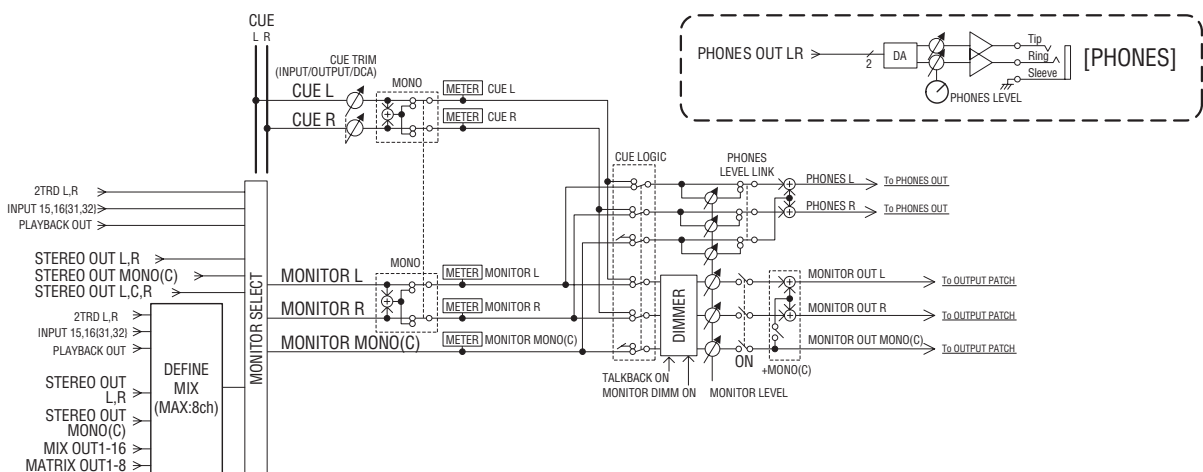 CUE
L R
CUE TRIM
(INPUT/OUTPUT/DCA)
CUE L
CUE R
MONO
METER CUE L
METER CUE R
PHONES OUT LR
2
DA
PHONES LEVEL
Tip
Ring
Sleeve
[PHONES]
CUE LOGIC
PHONES
LEVEL LINK
PHONES L
To PHONES OUT
PHONES R
To PHONES OUT
2TRD L,R
INPUT 15,16{31,32}
PLAYBACK OUT
STEREO OUT L,R
STEREO OUT MONO(C)
STEREO OUT L,C,R
2TRD L,R
INPUT 15,16{31,32}
PLAYBACK OUT
STEREO OUT
L,R
STEREO OUT
MONO(C)
MIX OUT1-16
MATRIX OUT1-8
DEFINE
MIX
(MAX:8ch)
MONITOR SELECT
MONITOR L
MONITOR R
MONITOR MONO(C)
MONO
METER MONITOR L
METER MONITOR R
METER MONITOR MONO(C)
DIMMER
TALKBACK ON
MONITOR DIMM ON
MONITOR LEVEL
ON
+MONO(C)
MONITOR OUT L
To OUTPUT PATCH
MONITOR OUT R
To OUTPUT PATCH
MONITOR OUT MONO(C)
To OUTPUT PATCH